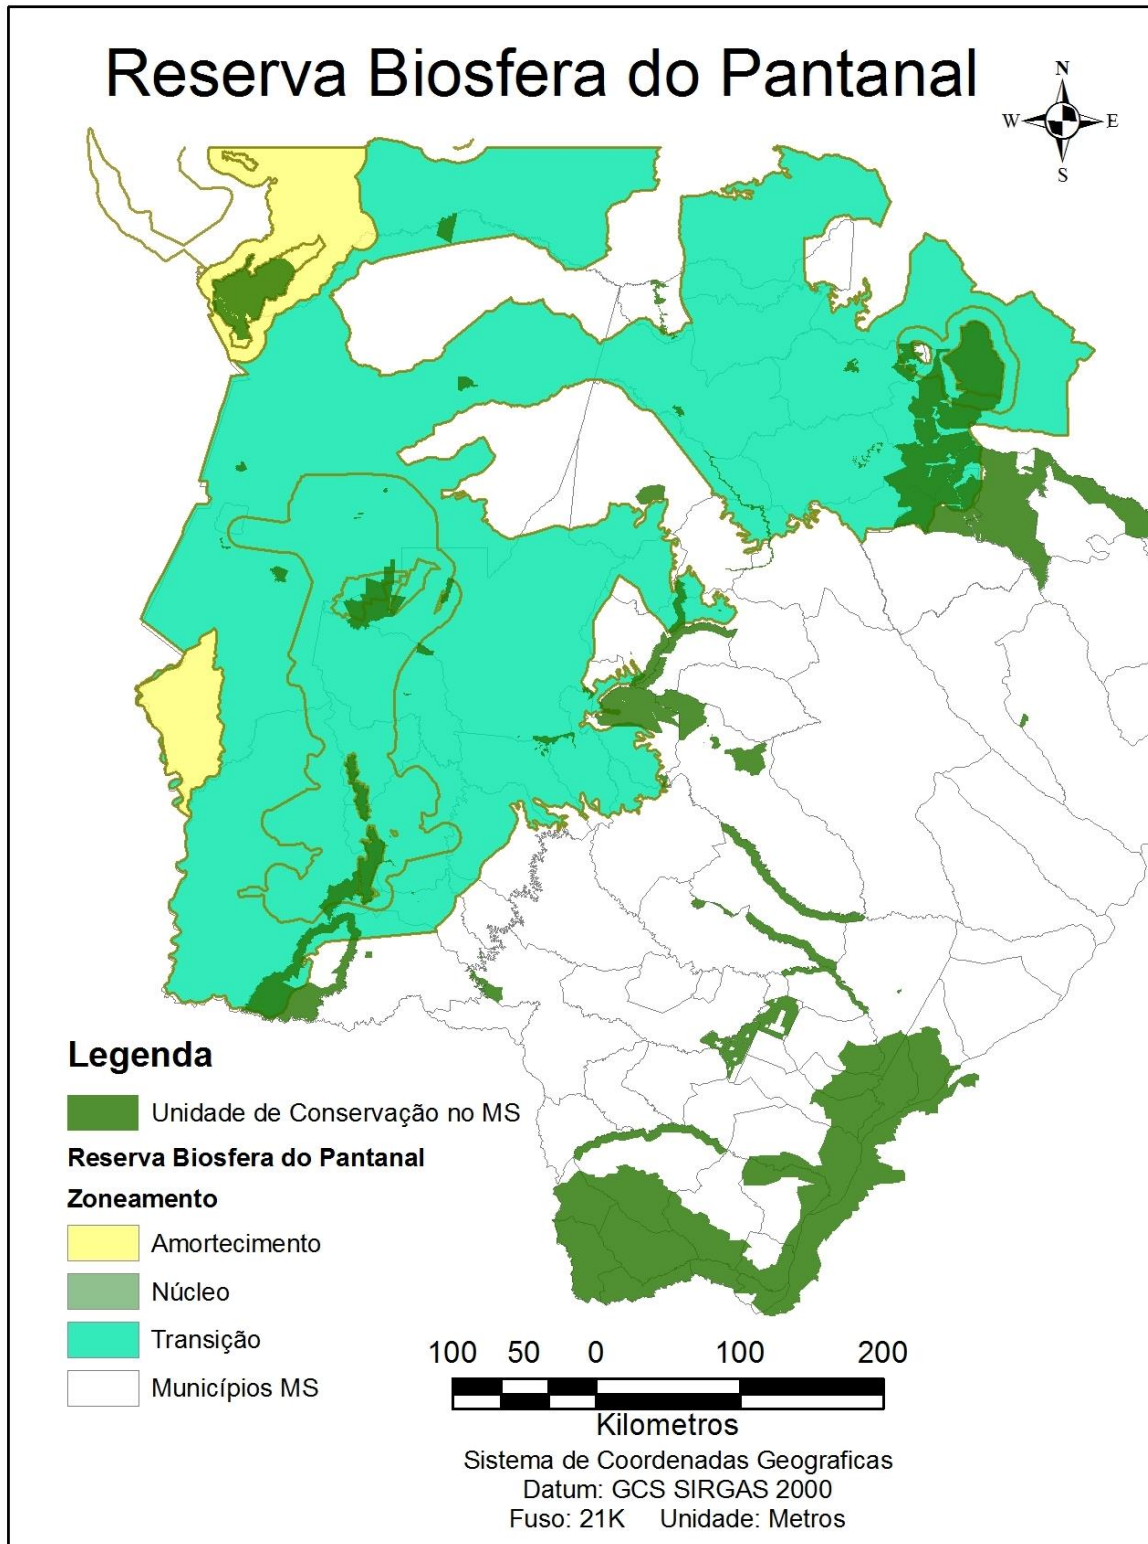 Reserva Biosfera do Pantanal
N
W E
S
Legenda
Unidade de Conservação no MS
Reserva Biosfera do Pantanal
Zoneamento
Amortecimento
Núcleo
Transição
Municípios MS
100 50 0 100 200
Kilometros
Sistema de Coordenadas Geograficas
Datum: GCS SIRGAS 2000
Fuso: 21K Unidade: Metros